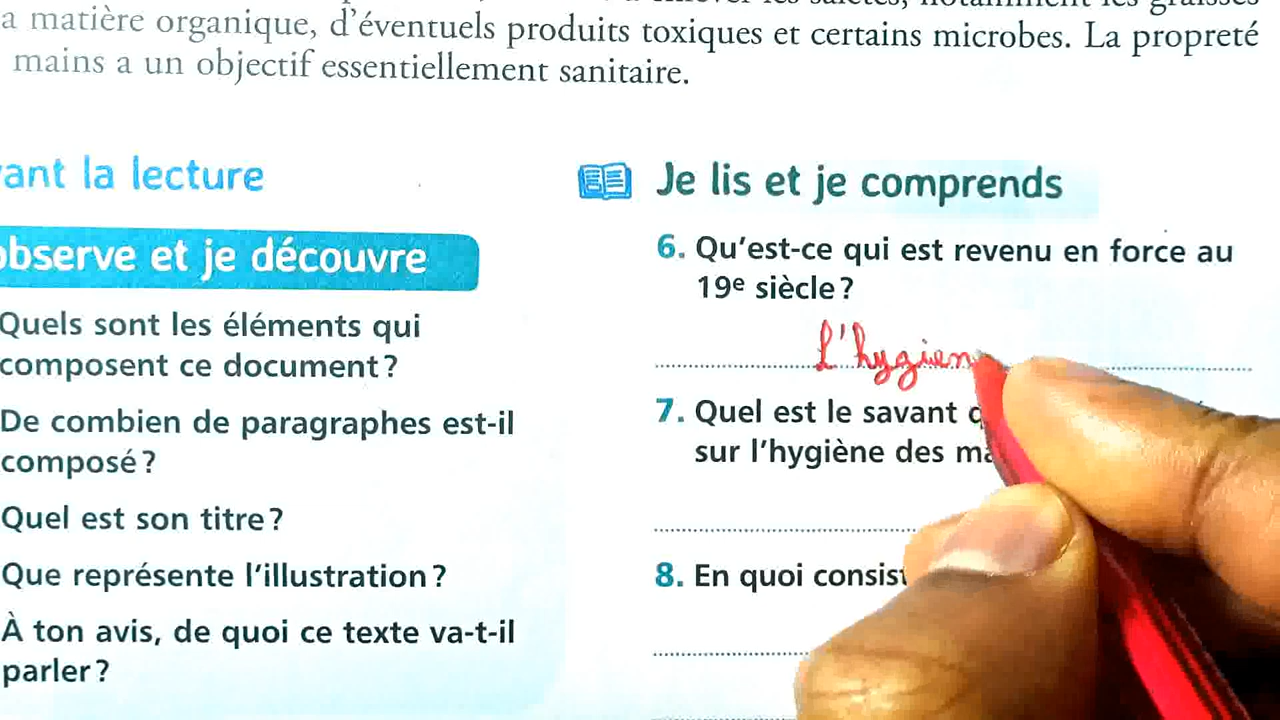 a matière organique, d'éventuels produits toxiques et certains microbes. La propreté
mains a un objectif essentiellement sanitaire.
ant la lecture
observe et je découvre
Quels sont les éléments qui
composent ce document ?
De combien de paragraphes est-il
composé ?
Quel est son titre ?
Que représente l'illustration ?
À ton avis, de quoi ce texte va-t-il
parler ?
Je lis et je comprends
6. Qu'est-ce qui est revenu en force au
19e siècle ?
L'hygien
7. Quel est le savant
sur l'hygiène des
8. En quoi